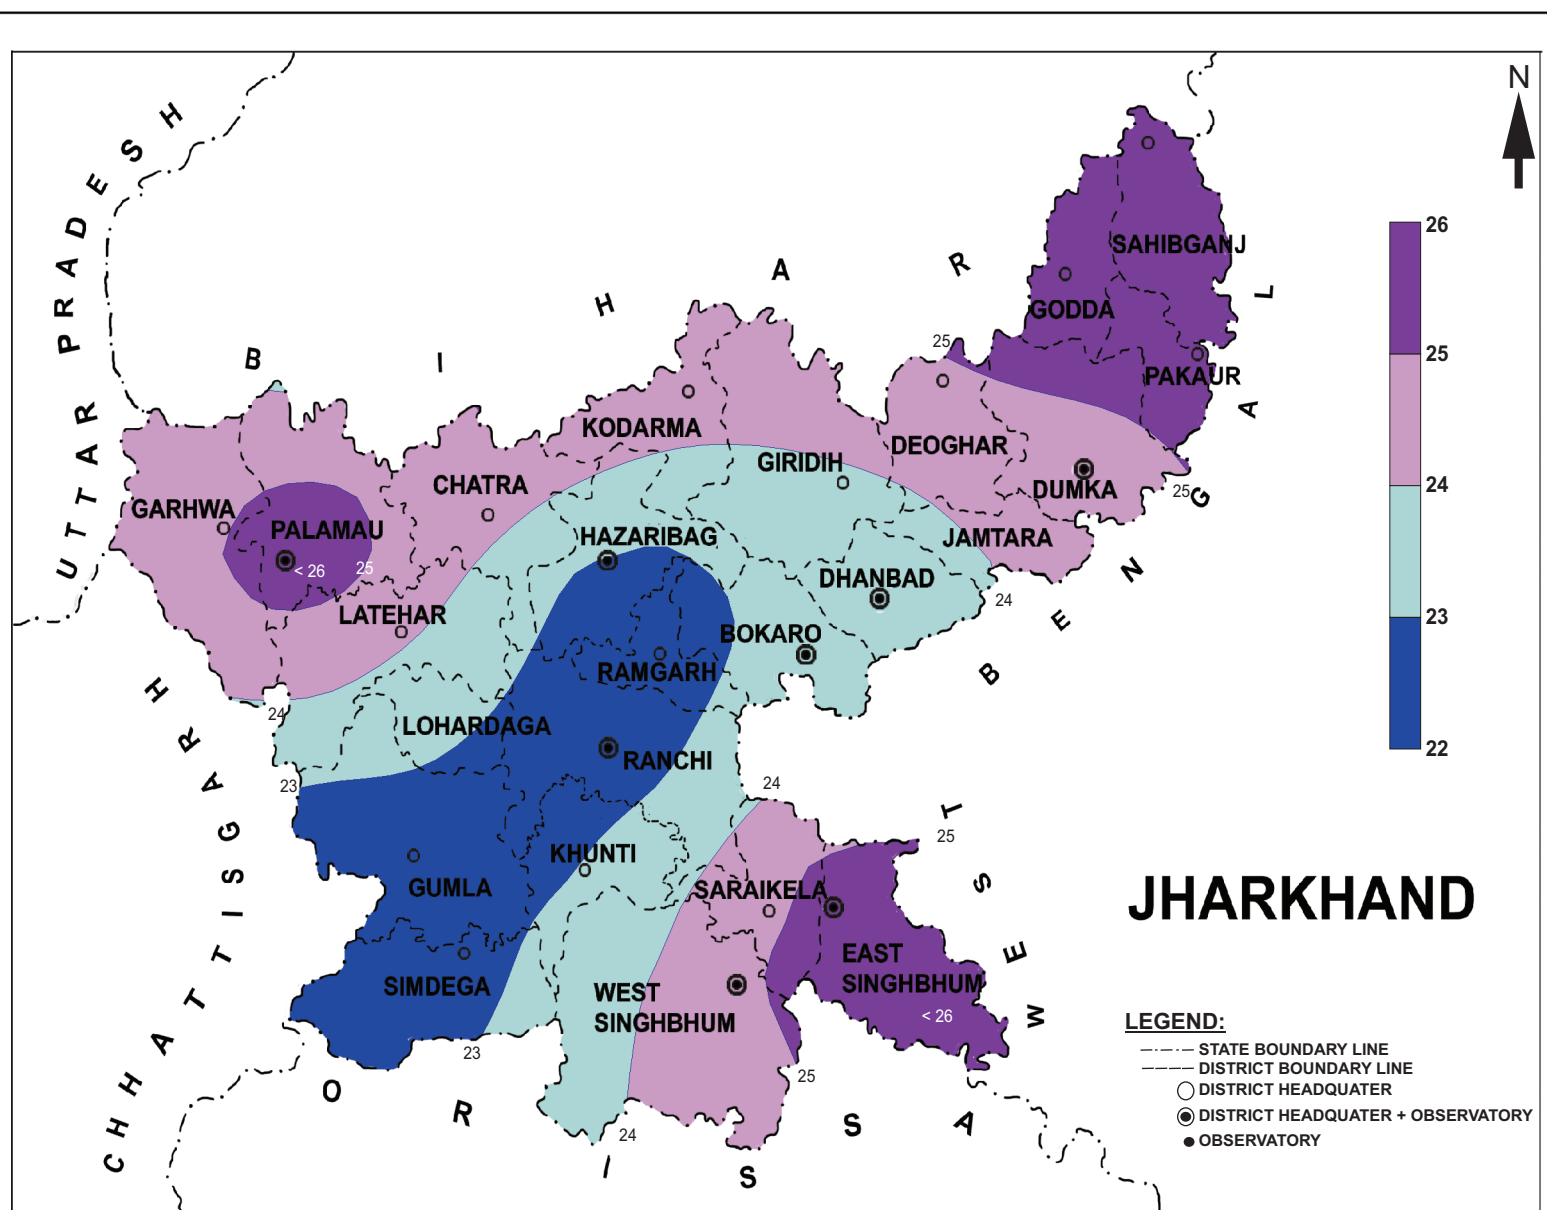 N
UTTAR PRADESH
BIHAR
WEST BENGAL
CHHATTISGARH
ORISSA
26
25
24
23
22
SAHIBGANJ
GODDA
PAKAUR
25
KODARMA
GIRIDIH
DEOGHAR
DUMKA
25
CHATRA
GARHWA
PALAMAU
< 26
25
HAZARIBAG
JAMTARA
DHANBAD
24
LATEHAR
BOKARO
RAMGARH
24
LOHARDAGA
RANCHI
23
24
25
KHUNTI
GUMLA
SARAIKELA
EAST
SINGHBHUM
< 26
SIMDEGA
WEST
SINGHBHUM
23
25
24
JHARKHAND
LEGEND:
STATE BOUNDARY LINE
DISTRICT BOUNDARY LINE
DISTRICT HEADQUATER
DISTRICT HEADQUATER + OBSERVATORY
OBSERVATORY